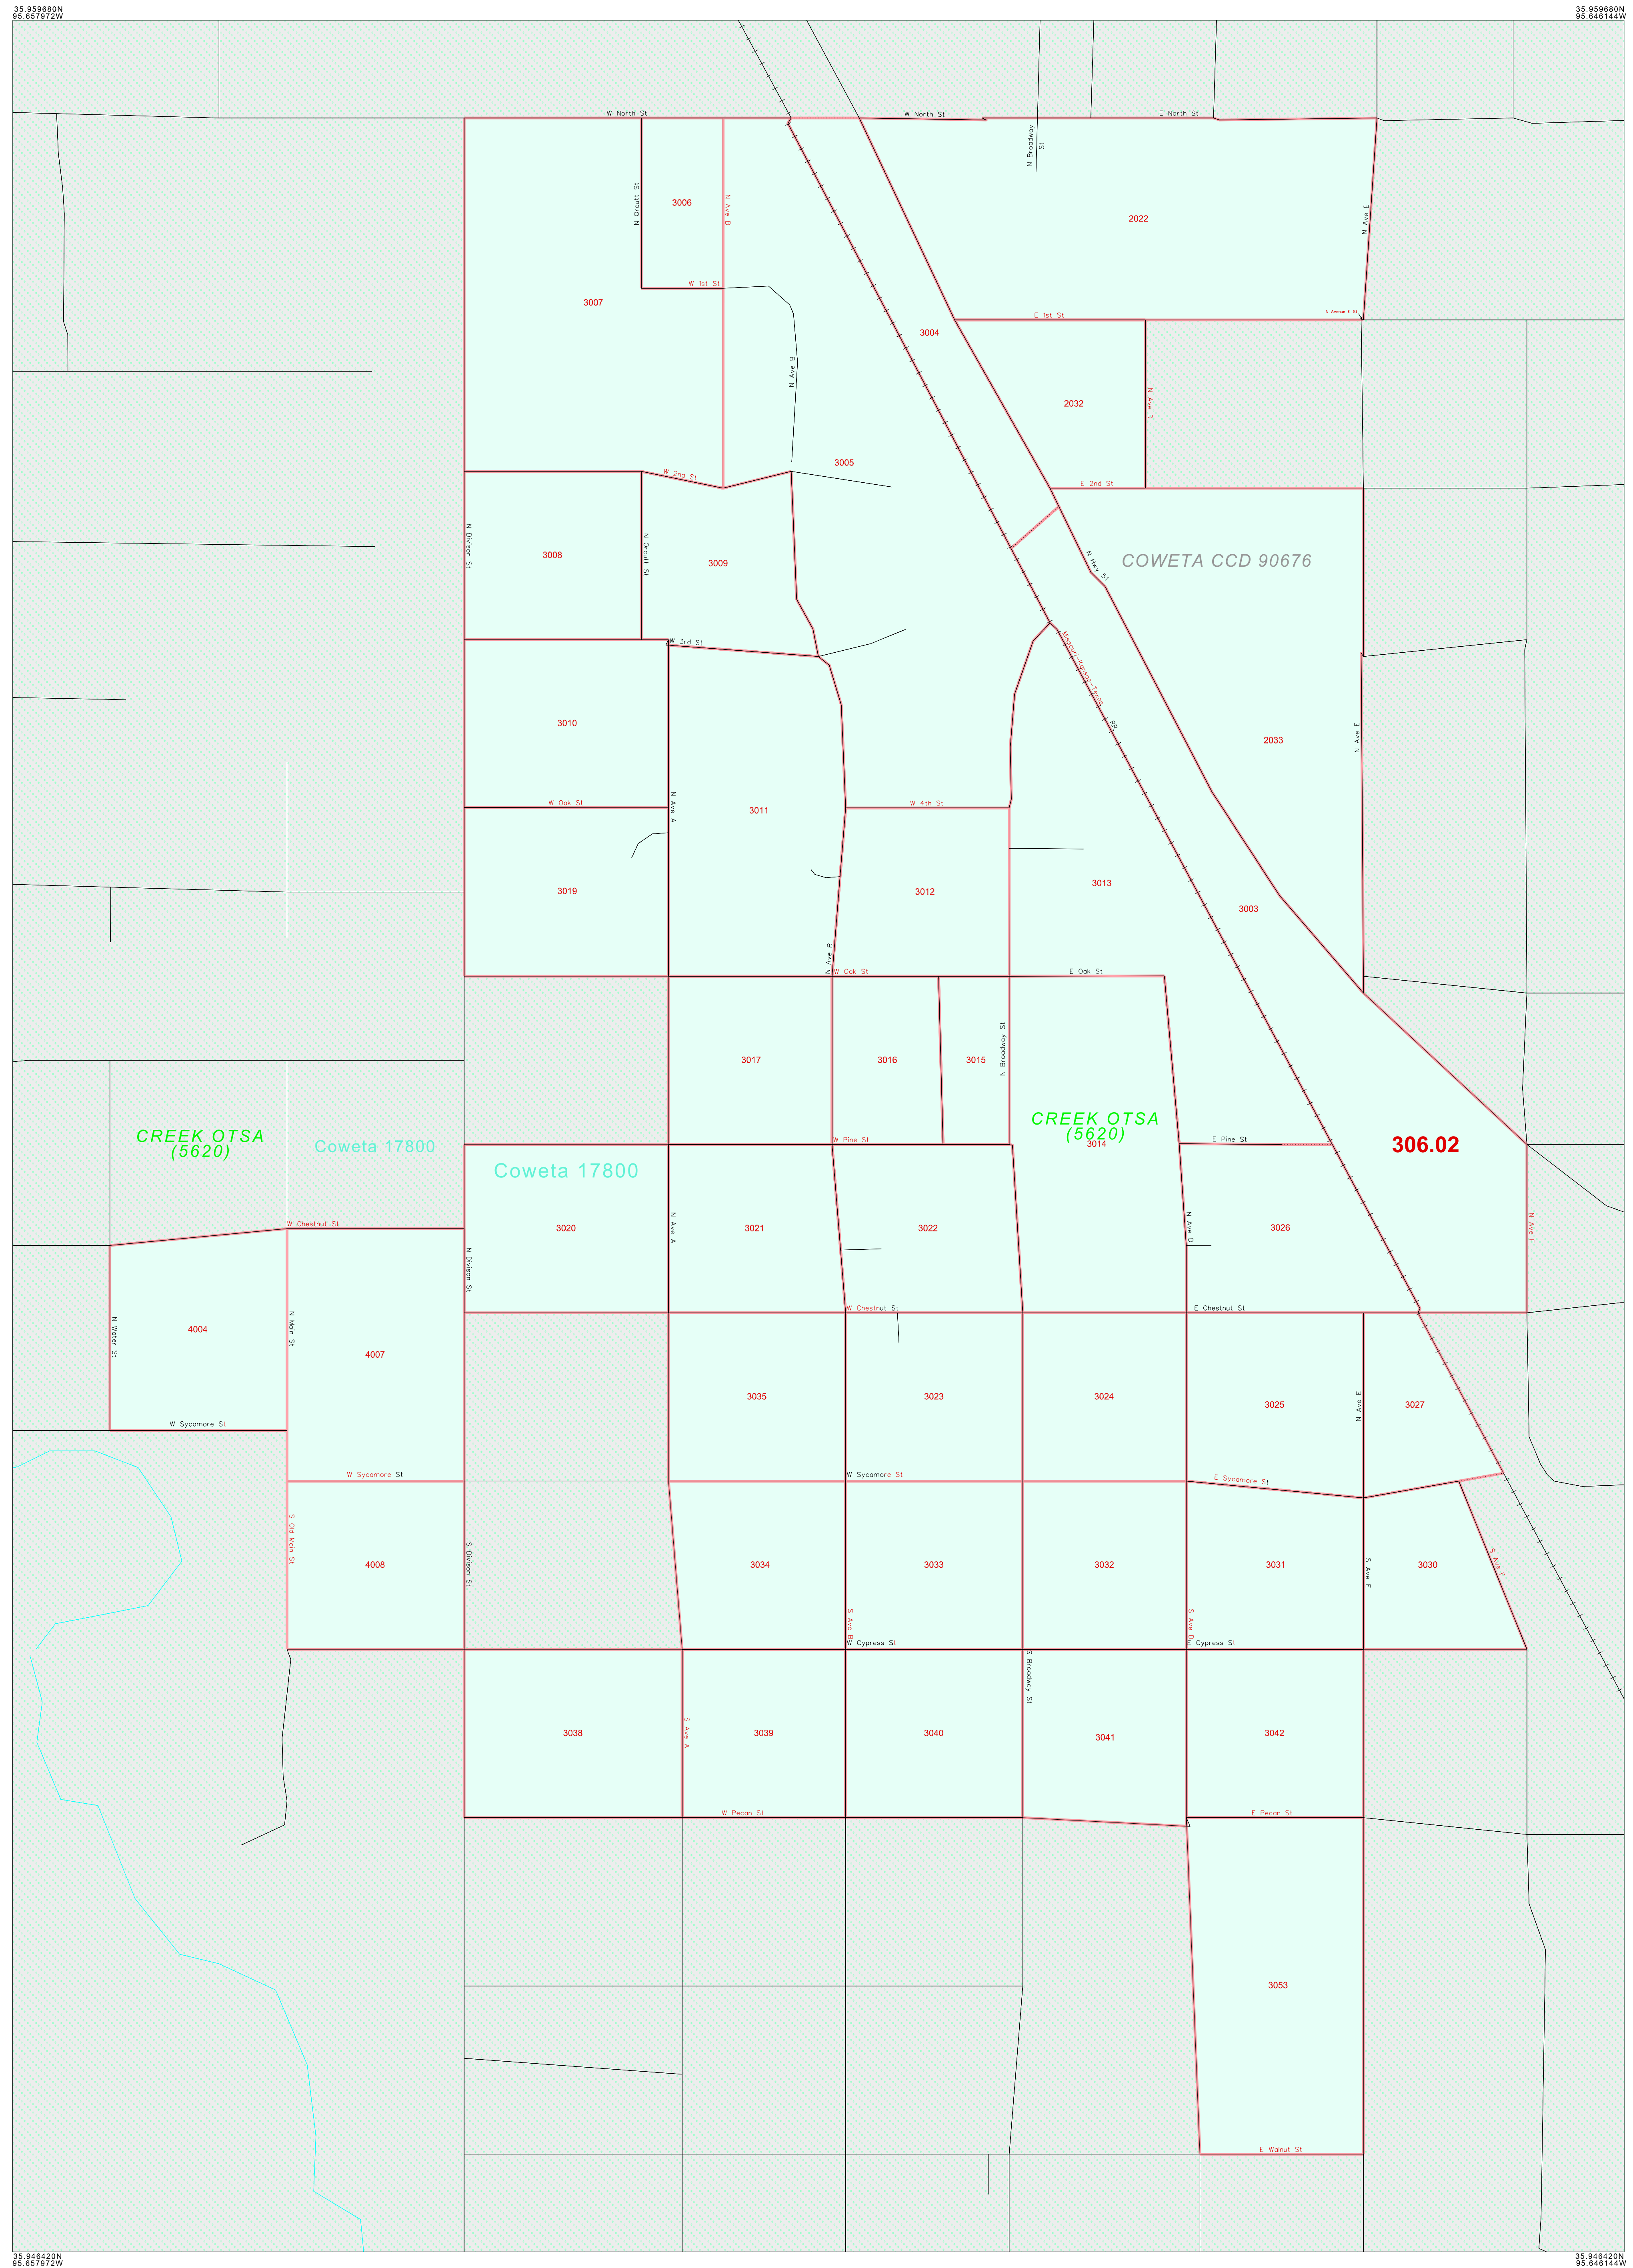 35.959680N
95.657972W
35.959680N
95.646144W
W North St
W North St
E North St
N Broadway
St
N Orcutt St
3006
N Ave B
N Ave E
2022
W 1st St
3007
E 1st St
N Avenue E St
3004
N Ave B
2032
N Ave D
3005
W 2nd St
E 2nd St
N Divison St
3008
N Orcutt St
3009
N Hwy 51
COWETA CCD 90676
W 3rd St
Missouri-Kansas-Texas
RR
3010
2033
N Ave E
W Oak St
N Ave A
3011
W 4th St
3019
3012
3013
3003
N Ave B
W Oak St
E Oak St
3017
3016
3015
N Broadway St
CREEK OTSA
(5620)
3014
CREEK OTSA
(5620)
Coweta 17800
Coweta 17800
W Pine St
E Pine St
306.02
W Chestnut St
3020
N Ave A
3021
3022
N Ave D
3026
N Ave F
N Divison St
W Chestnut St
E Chestnut St
N Water St
4004
N Main St
4007
3035
3023
3024
3025
N Ave E
3027
W Sycamore St
W Sycamore St
W Sycamore St
E Sycamore St
S Old Main St
4008
S Divison St
3034
3033
3032
3031
S Ave E
3030
S Ave F
S Ave B
S Ave D
W Cypress St
E Cypress St
S Broadway St
3038
S Ave A
3039
3040
3041
3042
W Pecan St
E Pecan St
3053
E Walnut St
35.946420N
95.657972W
35.946420N
95.646144W